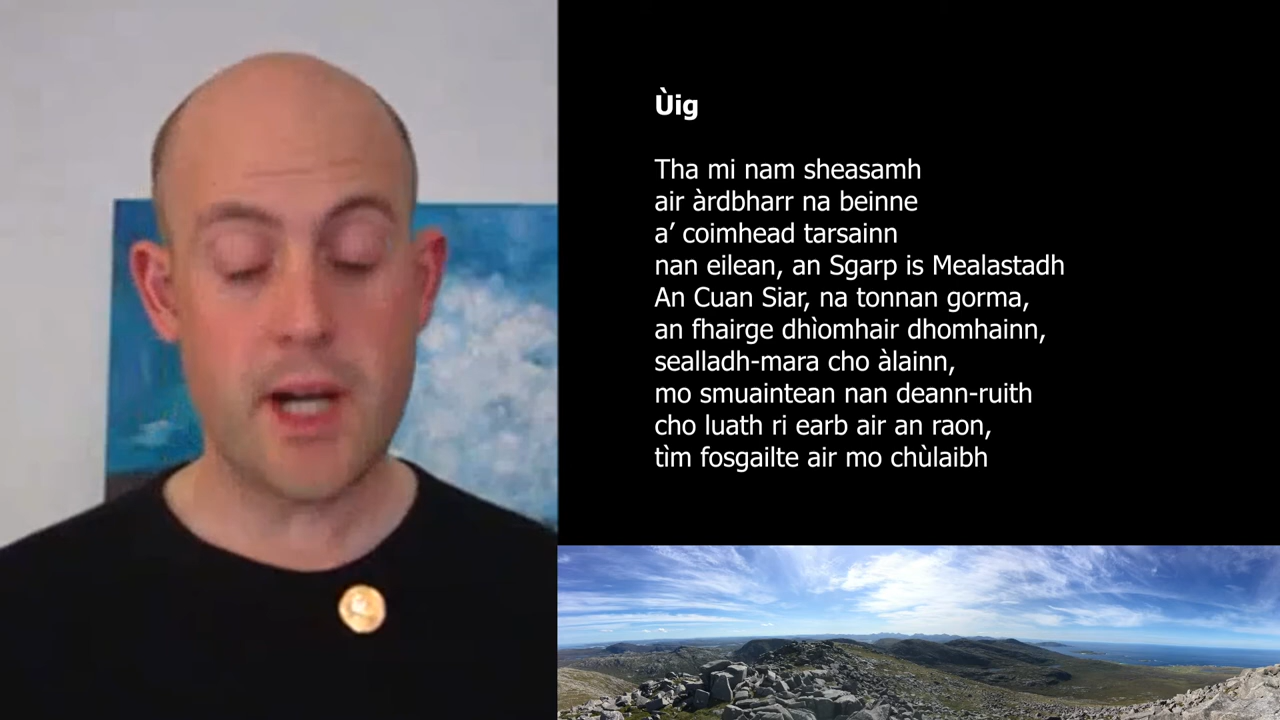 Ùig
Tha mi nam sheasamh
air àrdbharr na beinne
a’ coimhead tarsainn
nan eilean, an Sgarp is Mealastadh
An Cuan Siar, na tonnan gorma,
an fhairge dhìomhair dhomhainn,
sealladh-mara cho àlainn,
mo smuaintean nan deann-ruith
cho luath ri earb air an raon,
tìm fosgailte air mo chùlaibh